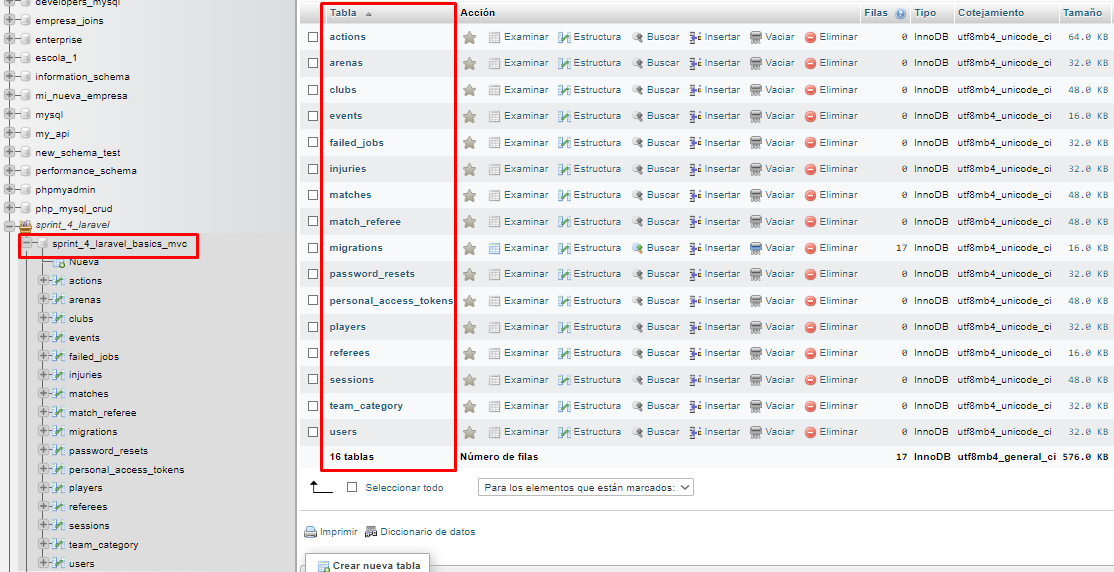 developers_mysql
empresa_joins
enterprise
escola_1
information_schema
mi_nueva_empresa
mysql
my_api
new_schema_test
performance_schema
phpmyadmin
php_mysql_crud
sprint_4_laravel
sprint_4_laravel_basics_mvc
Nueva
actions
arenas
clubs
events
failed_jobs
injuries
matches
match_referee
migrations
password_resets
personal_access_tokens
players
referees
sessions
team_category
users
Tabla Acción Filas Tipo Cotejamiento Tamaño
actions Examinar Estructura Buscar Insertar Vaciar Eliminar 0 InnoDB utf8mb4_unicode_ci 64.0 KB
arenas Examinar Estructura Buscar Insertar Vaciar Eliminar 0 InnoDB utf8mb4_unicode_ci 32.0 KB
clubs Examinar Estructura Buscar Insertar Vaciar Eliminar 0 InnoDB utf8mb4_unicode_ci 48.0 KB
events Examinar Estructura Buscar Insertar Vaciar Eliminar 0 InnoDB utf8mb4_unicode_ci 16.0 KB
failed_jobs Examinar Estructura Buscar Insertar Vaciar Eliminar 0 InnoDB utf8mb4_unicode_ci 32.0 KB
injuries Examinar Estructura Buscar Insertar Vaciar Eliminar 0 InnoDB utf8mb4_unicode_ci 32.0 KB
matches Examinar Estructura Buscar Insertar Vaciar Eliminar 0 InnoDB utf8mb4_unicode_ci 48.0 KB
match_referee Examinar Estructura Buscar Insertar Vaciar Eliminar 0 InnoDB utf8mb4_unicode_ci 48.0 KB
migrations Examinar Estructura Buscar Insertar Vaciar Eliminar 17 InnoDB utf8mb4_unicode_ci 16.0 KB
password_resets Examinar Estructura Buscar Insertar Vaciar Eliminar 0 InnoDB utf8mb4_unicode_ci 32.0 KB
personal_access_tokens Examinar Estructura Buscar Insertar Vaciar Eliminar 0 InnoDB utf8mb4_unicode_ci 48.0 KB
players Examinar Estructura Buscar Insertar Vaciar Eliminar 0 InnoDB utf8mb4_unicode_ci 32.0 KB
referees Examinar Estructura Buscar Insertar Vaciar Eliminar 0 InnoDB utf8mb4_unicode_ci 16.0 KB
sessions Examinar Estructura Buscar Insertar Vaciar Eliminar 0 InnoDB utf8mb4_unicode_ci 48.0 KB
team_category Examinar Estructura Buscar Insertar Vaciar Eliminar 0 InnoDB utf8mb4_unicode_ci 32.0 KB
users Examinar Estructura Buscar Insertar Vaciar Eliminar 0 InnoDB utf8mb4_unicode_ci 32.0 KB
16 tablas Número de filas 17 InnoDB utf8mb4_general_ci 576.0 KB
Seleccionar todo Para los elementos que están marcados:
Imprimir Diccionario de datos
Crear nueva tabla